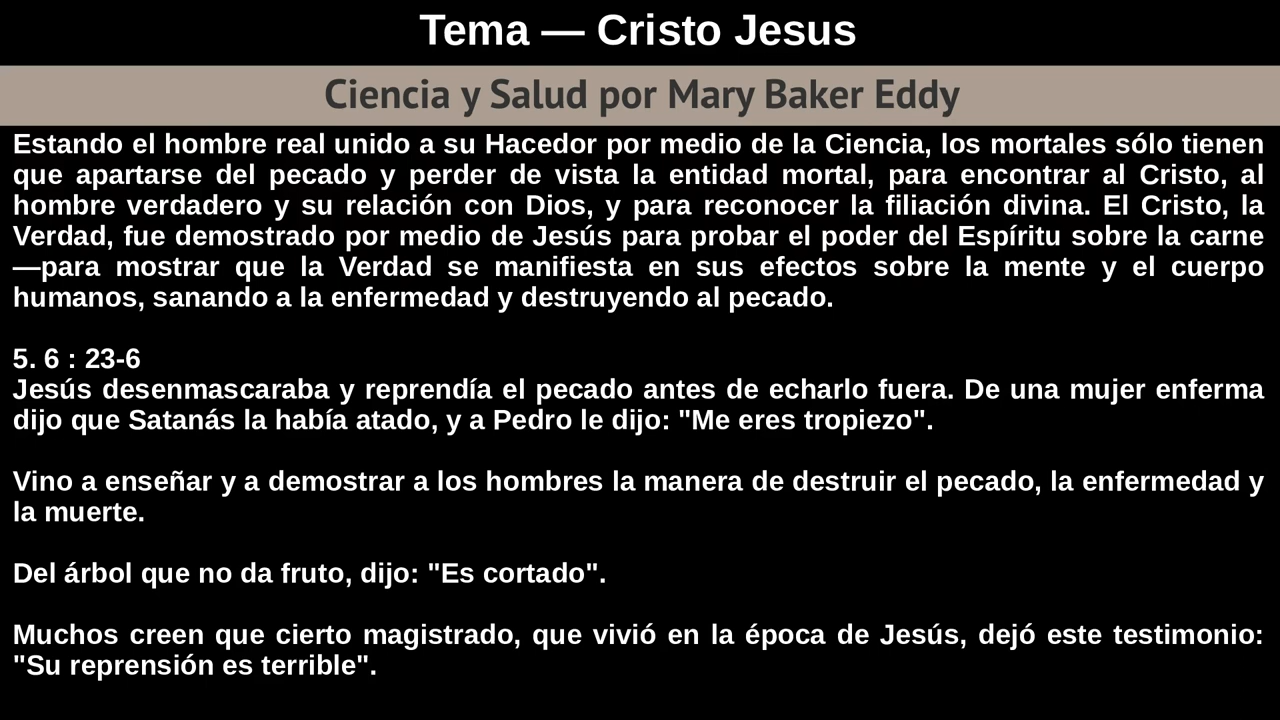 Tema — Cristo Jesus
Ciencia y Salud por Mary Baker Eddy
Estando el hombre real unido a su Hacedor por medio de la Ciencia, los mortales sólo tienen
que apartarse del pecado y perder de vista la entidad mortal, para encontrar al Cristo, al
hombre verdadero y su relación con Dios, y para reconocer la filiación divina. El Cristo, la
Verdad, fue demostrado por medio de Jesús para probar el poder del Espíritu sobre la carne
—para mostrar que la Verdad se manifiesta en sus efectos sobre la mente y el cuerpo
humanos, sanando a la enfermedad y destruyendo al pecado.
5. 6 : 23-6
Jesús desenmascaraba y reprendía el pecado antes de echarlo fuera. De una mujer enferma
dijo que Satanás la había atado, y a Pedro le dijo: "Me eres tropiezo".
Vino a enseñar y a demostrar a los hombres la manera de destruir el pecado, la enfermedad y
la muerte.
Del árbol que no da fruto, dijo: "Es cortado".
Muchos creen que cierto magistrado, que vivió en la época de Jesús, dejó este testimonio:
"Su reprensión es terrible".